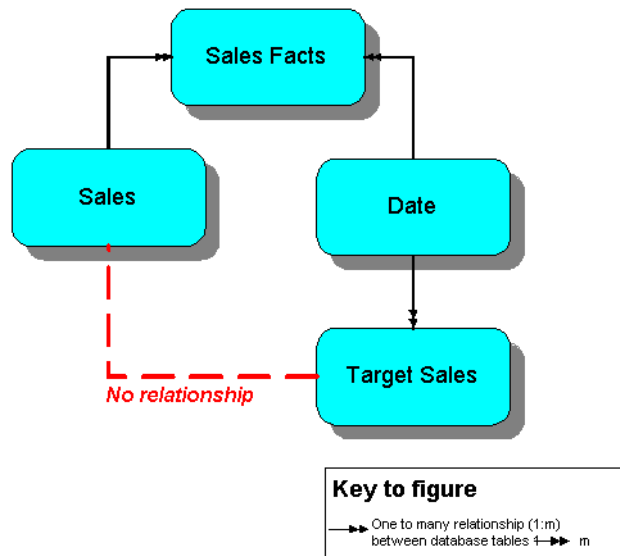 Sales Facts
Sales
Date
Target Sales
No relationship
Key to figure
One to many relationship (1:m)
between database tables 1 m